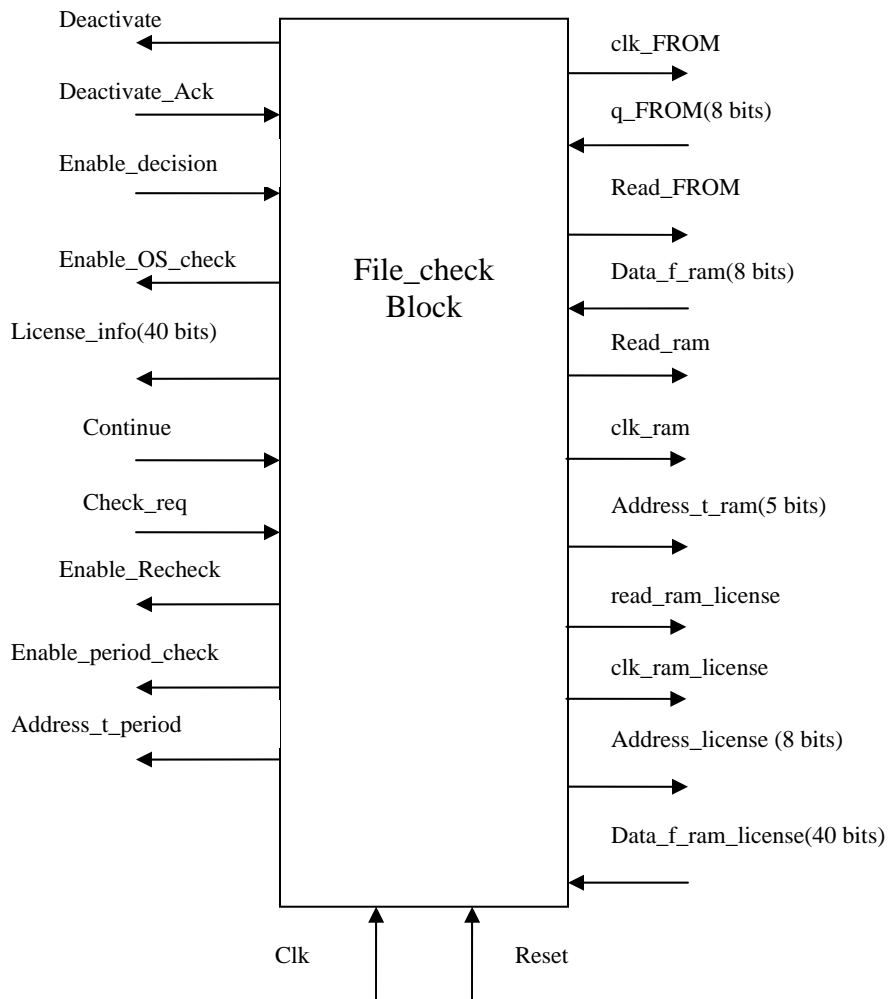 Deactivate
Deactivate_Ack
Enable_decision
Enable_OS_check
License_info(40 bits)
Continue
Check_req
Enable_Recheck
Enable_period_check
Address_t_period
File_check
Block
clk_FROM
q_FROM(8 bits)
Read_FROM
Data_f_ram(8 bits)
Read_ram
clk_ram
Address_t_ram(5 bits)
read_ram_license
clk_ram_license
Address_license (8 bits)
Data_f_ram_license(40 bits)
Clk
Reset